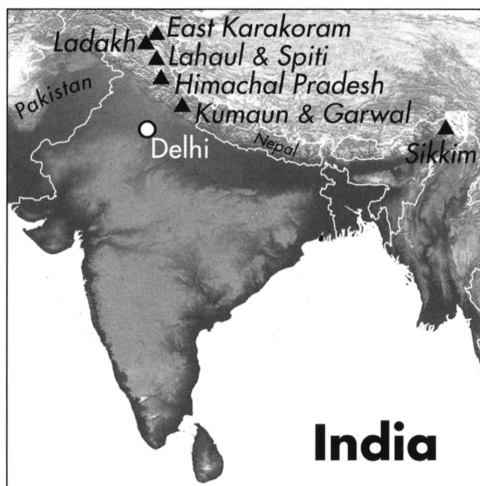 East Karakoram
Ladakh
Lahaul & Spiti
Himachal Pradesh
Pakistan
Kumaun & Garwal
Delhi
Nepal
Sikkim
India